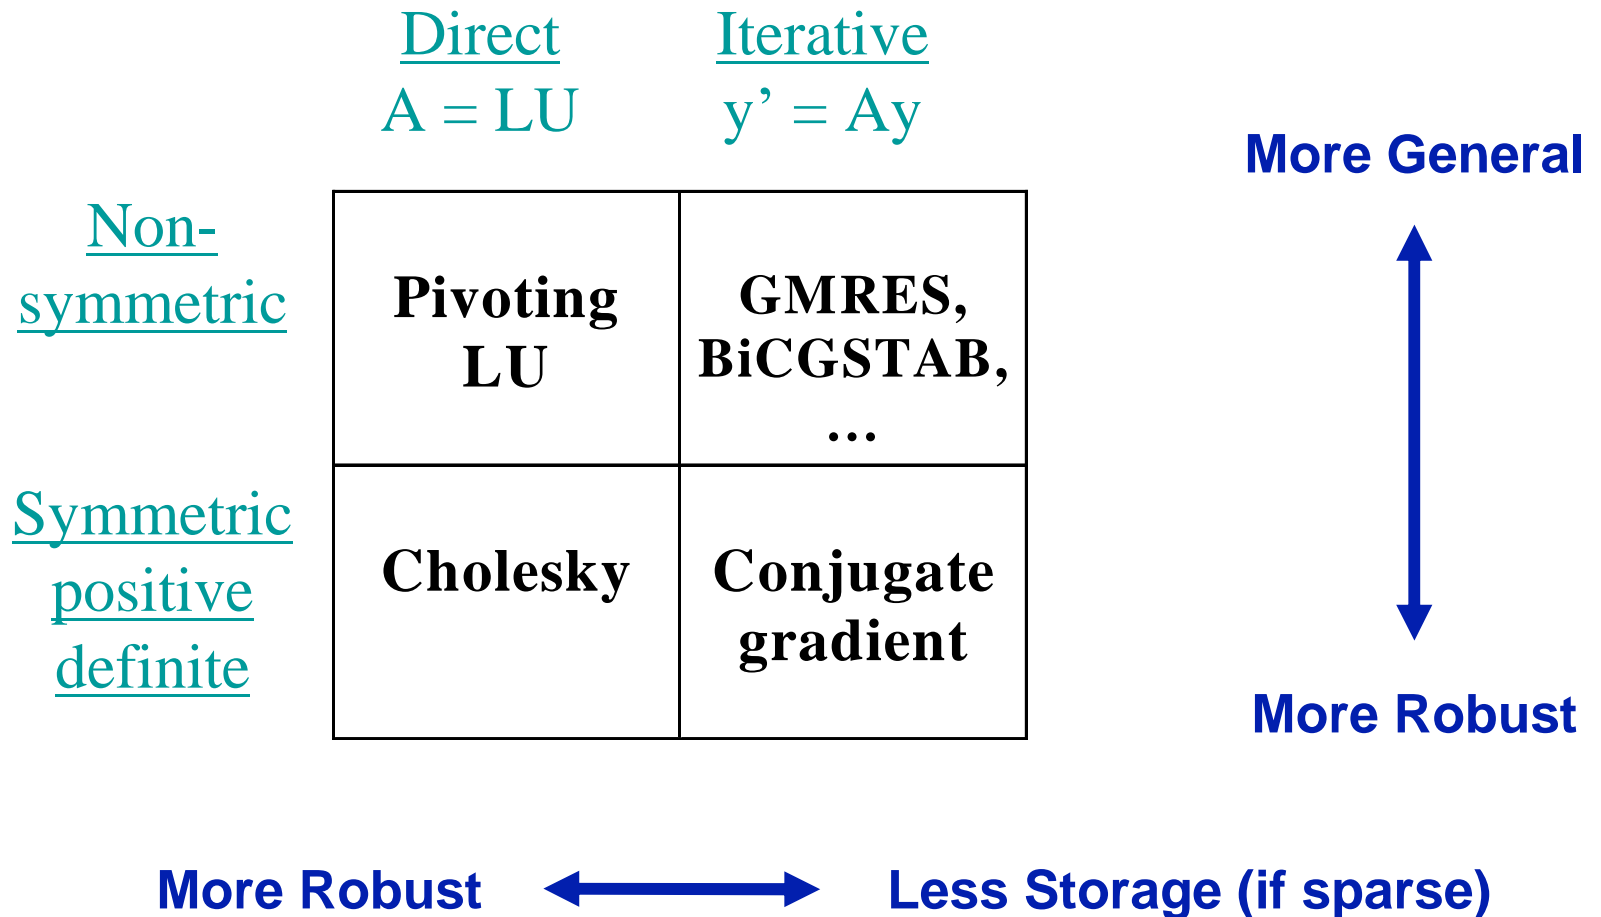 Direct
A = LU
Iterative
y’ = Ay
More General
Non-
symmetric
Pivoting
LU
GMRES,
BiCGSTAB,
...
Symmetric
positive
definite
Cholesky
Conjugate
gradient
More Robust
More Robust
Less Storage (if sparse)